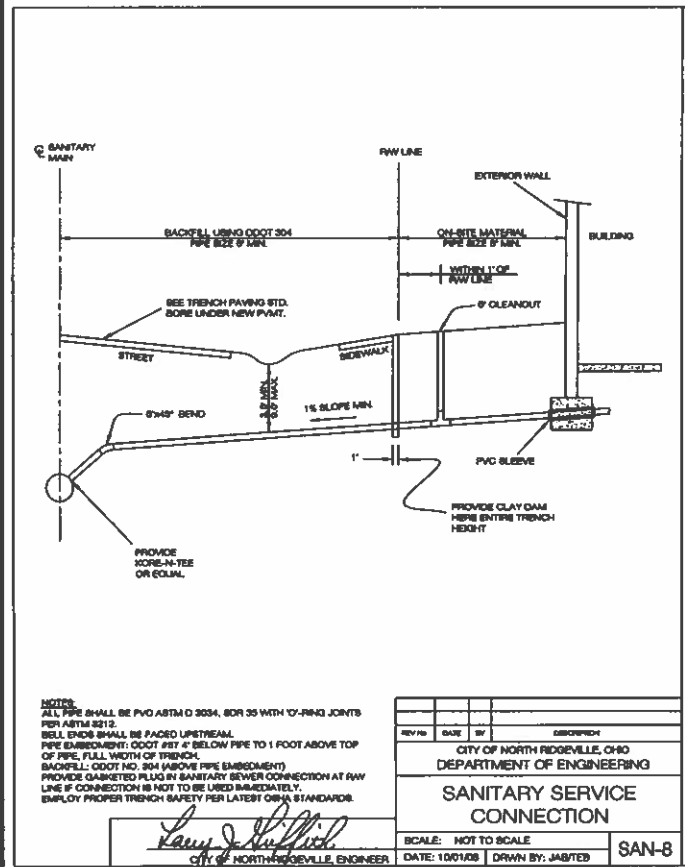 ℄ SANITARY
MAIN
R/W LINE
EXTERIOR WALL
BUILDING
BACKFILL USING ODOT 304
PIPE SIZE 6" MIN.
ON-SITE MATERIAL
PIPE SIZE 6" MIN.
WITHIN 1' OF
R/W LINE
6" CLEANOUT
SEE TRENCH PAVING STD.
BORE UNDER NEW PVMT.
STREET
SIDEWALK
MIN.
MAX.
1% SLOPE MIN.
6"x45° BEND
1'
PVC SLEEVE
PROVIDE CLAY DAM
HERE ENTIRE TRENCH
HEIGHT
PROVIDE
KORE-N-TEE
OR EQUAL
NOTES:
ALL PIPE SHALL BE PVC ASTM D 3034, SDR 35 WITH "O"-RING JOINTS
PER ASTM 3212.
BELL ENDS SHALL BE FACED UPSTREAM.
PIPE EMBEDMENT: ODOT #57 4" BELOW PIPE TO 1 FOOT ABOVE TOP
OF PIPE, FULL WIDTH OF TRENCH.
BACKFILL: ODOT NO. 304 (ABOVE PIPE EMBEDMENT)
PROVIDE GASKETED PLUG IN SANITARY SEWER CONNECTION AT R/W
LINE IF CONNECTION IS NOT TO BE USED IMMEDIATELY.
EMPLOY PROPER TRENCH SAFETY PER LATEST OSHA STANDARDS.
Larry J. Griffith
CITY OF NORTH RIDGEVILLE, ENGINEER
REV No DATE BY DESCRIPTION
CITY OF NORTH RIDGEVILLE, OHIO
DEPARTMENT OF ENGINEERING
SANITARY SERVICE
CONNECTION
SCALE: NOT TO SCALE
DATE: 10/01/08 DRWN BY: JAB/TEB
SAN-8